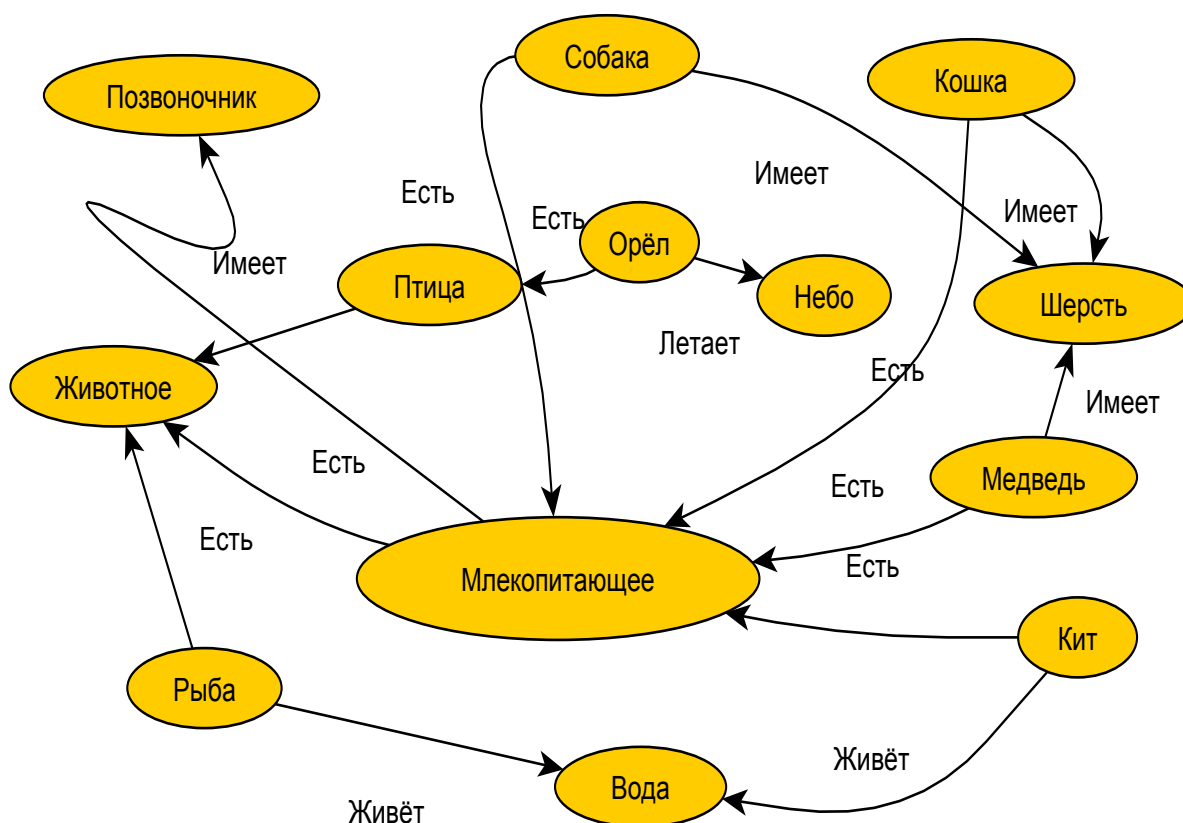 Собака
Кошка
Позвоночник
Имеет
Есть
Есть
Орёл
Имеет
Имеет
Птица
Небо
Шерсть
Летает
Есть
Животное
Имеет
Есть
Есть
Медведь
Есть
Есть
Млекопитающее
Кит
Рыба
Живёт
Вода
Живёт